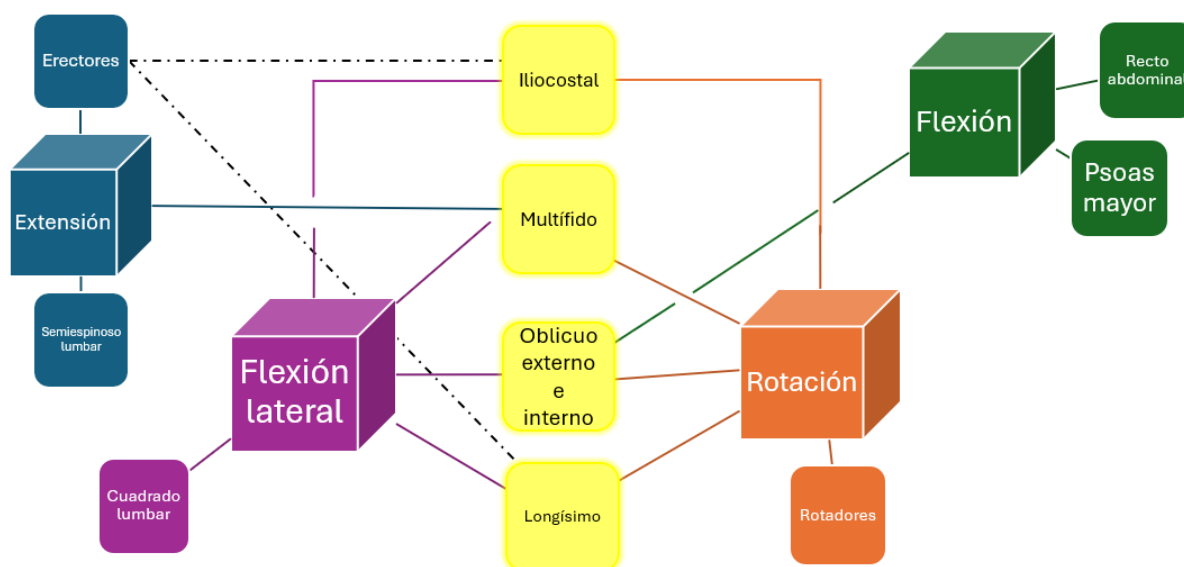 Erectores
Iliocostal
Flexión
Recto
abdominal
Psoas
mayor
Extensión
Multífido
Semiespinoso
lumbar
Flexión
lateral
Oblicuo
externo
e
interno
Rotación
Cuadrado
lumbar
Longísimo
Rotadores